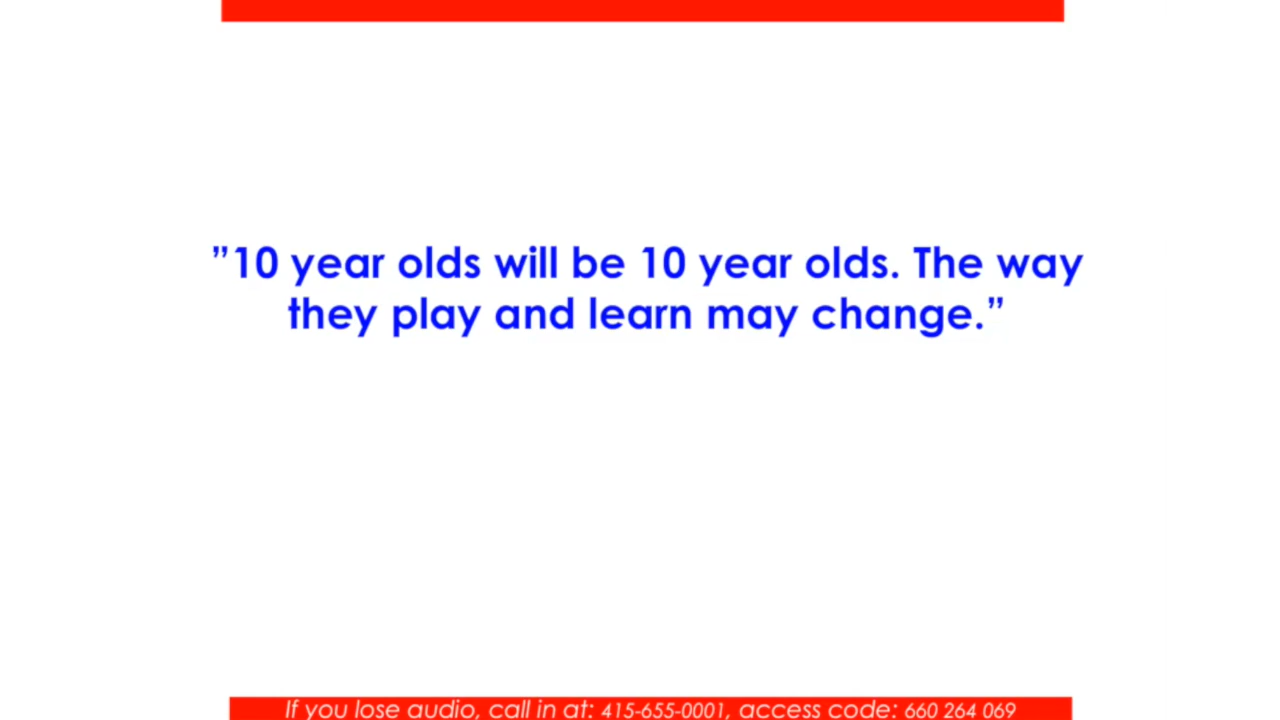 ”10 year olds will be 10 year olds. The way
they play and learn may change.”
If you lose audio, call in at: 415-655-0001, access code: 660 264 069